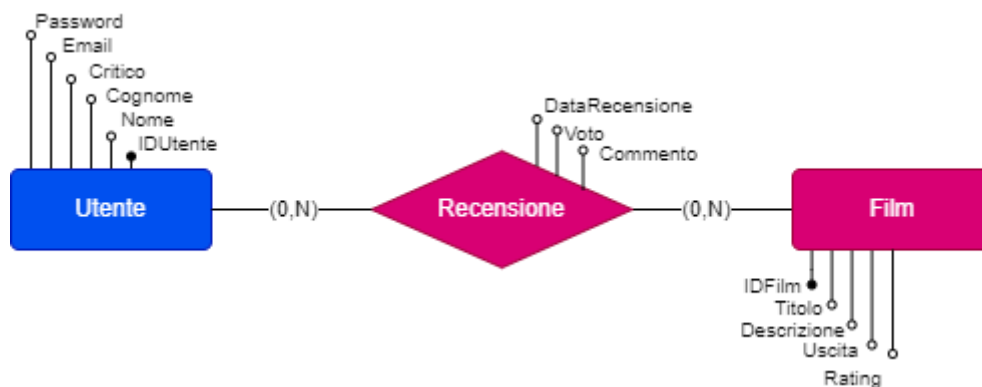 Password
Email
Critico
Cognome
Nome
IDUtente
DataRecensione
Voto
Commento
Utente
(0,N)
Recensione
(0,N)
Film
IDFilm
Titolo
Descrizione
Uscita
Rating